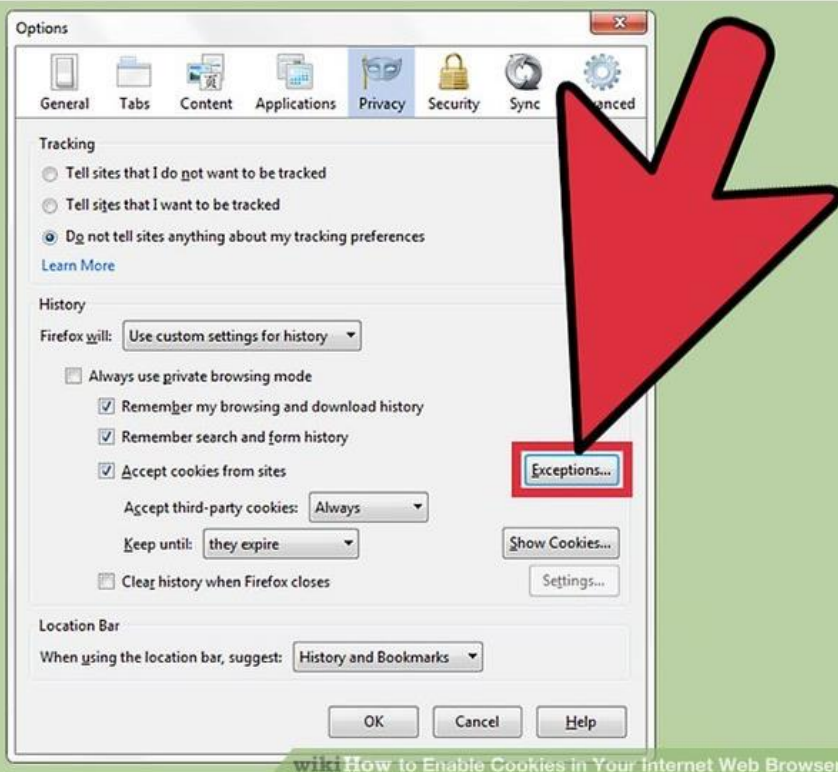 Options
General Tabs Content Applications Privacy Security Sync anced
Tracking
Tell sites that I do not want to be tracked
Tell sites that I want to be tracked
Do not tell sites anything about my tracking preferences
Learn More
History
Firefox will: Use custom settings for history
Always use private browsing mode
Remember my browsing and download history
Remember search and form history
Accept cookies from sites Exceptions...
Accept third-party cookies: Always
Keep until: they expire Show Cookies...
Clear history when Firefox closes Settings...
Location Bar
When using the location bar, suggest: History and Bookmarks
OK Cancel Help
wikiHow to Enable Cookies in Your Internet Web Browser